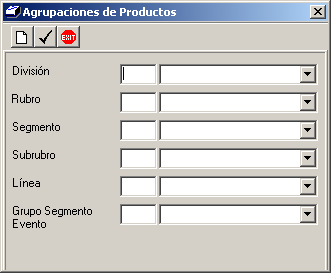 Agrupaciones de Productos
EXIT
División
Rubro
Segmento
Subrubro
Línea
Grupo Segmento
Evento